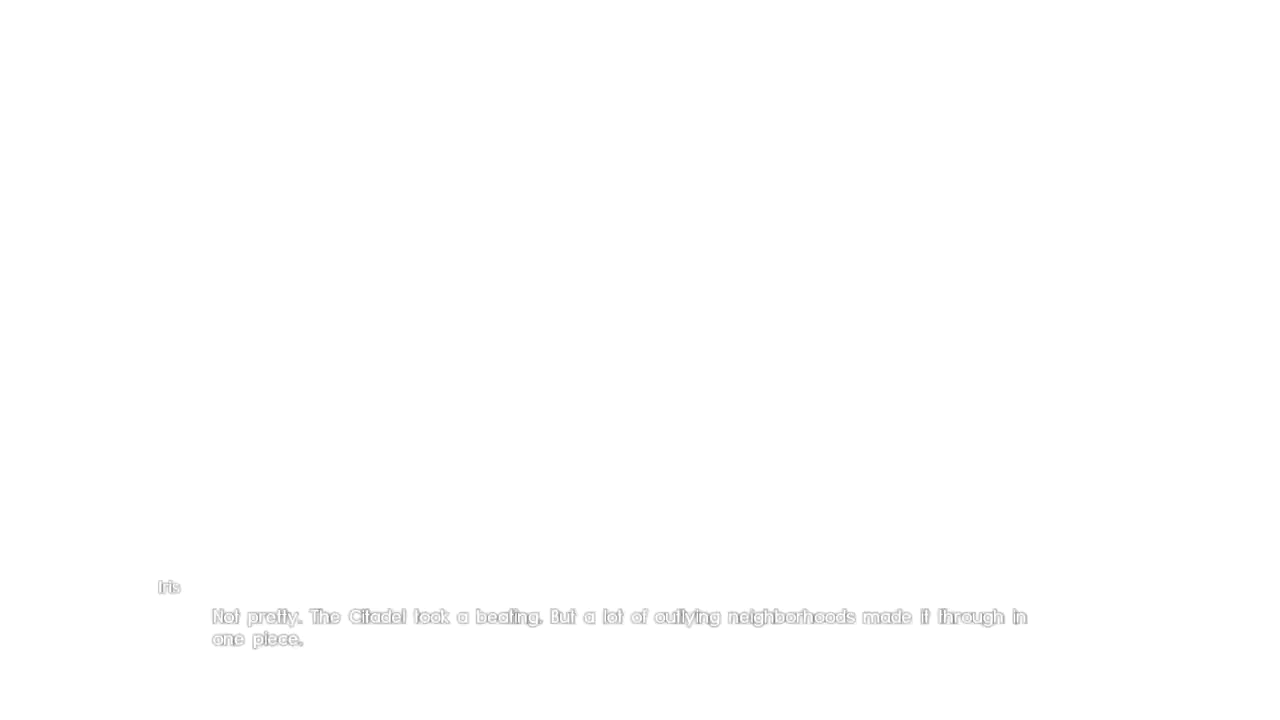 Iris
Not pretty. The Citadel took a beating. But a lot of outlying neighborhoods made it through in
one piece.